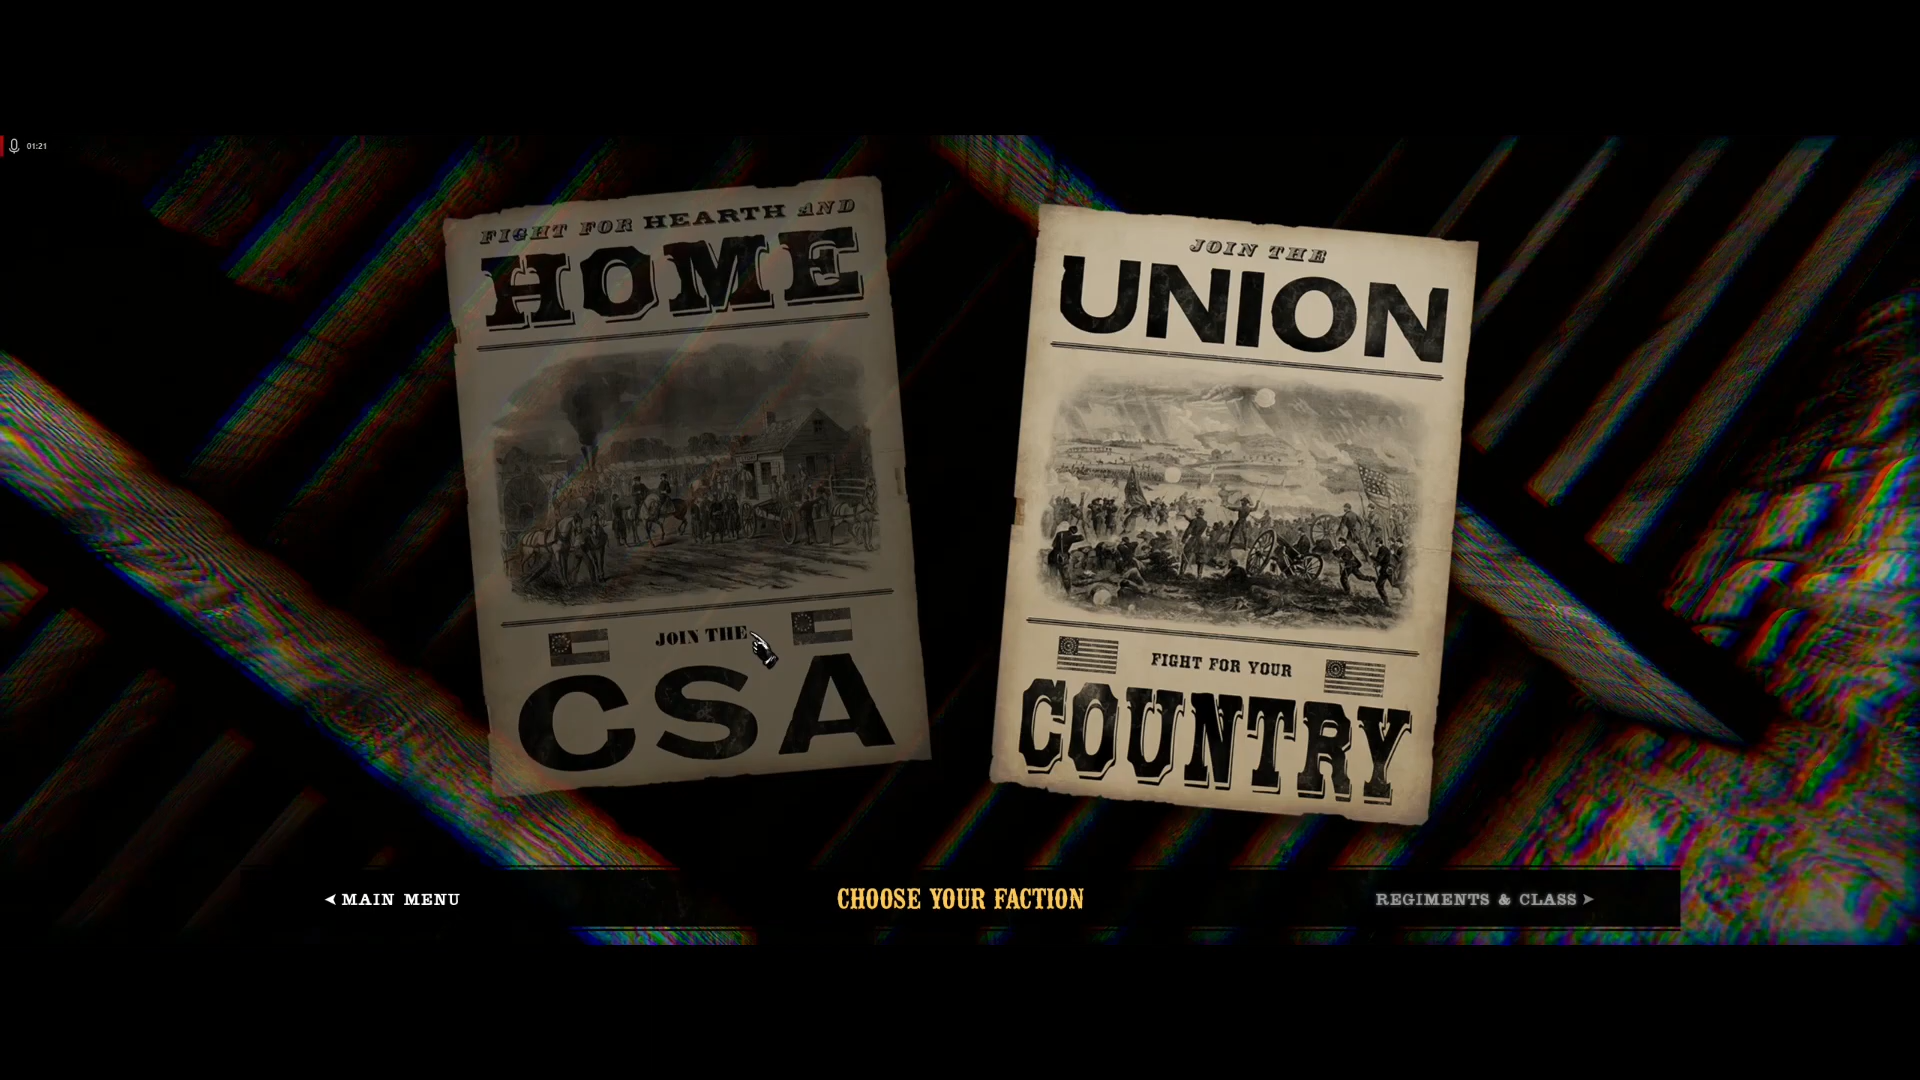 01:21
FIGHT FOR HEARTH AND
HOME
JOIN THE
CSA
JOIN THE
UNION
FIGHT FOR YOUR
COUNTRY
MAIN MENU
CHOOSE YOUR FACTION
REGIMENTS & CLASS